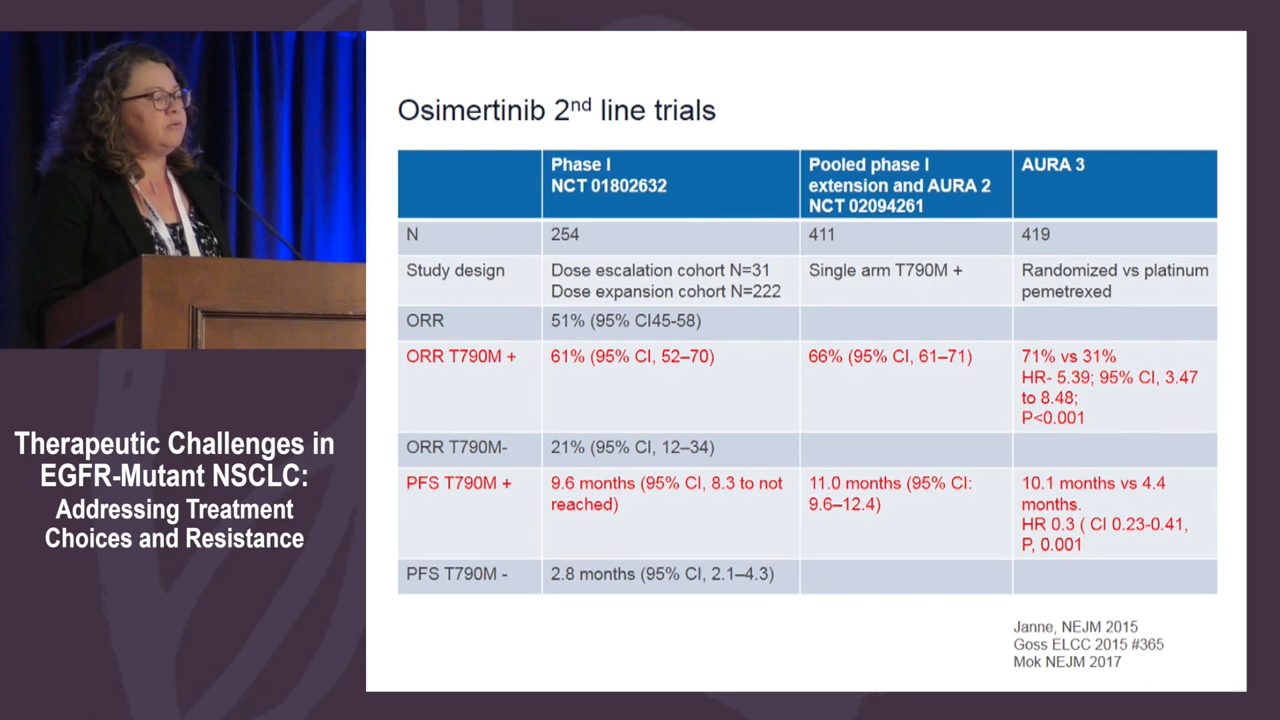 Osimertinib 2nd line trials
Phase I
NCT 01802632
Pooled phase I
extension and AURA 2
NCT 02094261
AURA 3
N
254
411
419
Study design
Dose escalation cohort N=31
Dose expansion cohort N=222
Single arm T790M +
Randomized vs platinum
pemetrexed
ORR
51% (95% CI45-58)
ORR T790M +
61% (95% CI, 52–70)
66% (95% CI, 61–71)
71% vs 31%
HR- 5.39; 95% CI, 3.47
to 8.48;
P<0.001
ORR T790M-
21% (95% CI, 12–34)
PFS T790M +
9.6 months (95% CI, 8.3 to not
reached)
11.0 months (95% CI:
9.6–12.4)
10.1 months vs 4.4
months.
HR 0.3 ( CI 0.23-0.41,
P, 0.001
PFS T790M -
2.8 months (95% CI, 2.1–4.3)
Janne, NEJM 2015
Goss ELCC 2015 #365
Mok NEJM 2017
Therapeutic Challenges in
EGFR-Mutant NSCLC:
Addressing Treatment
Choices and Resistance